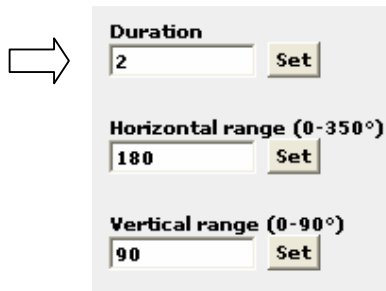 Duration
2 Set
Horizontal range (0-350°)
180 Set
Vertical range (0-90°)
90 Set